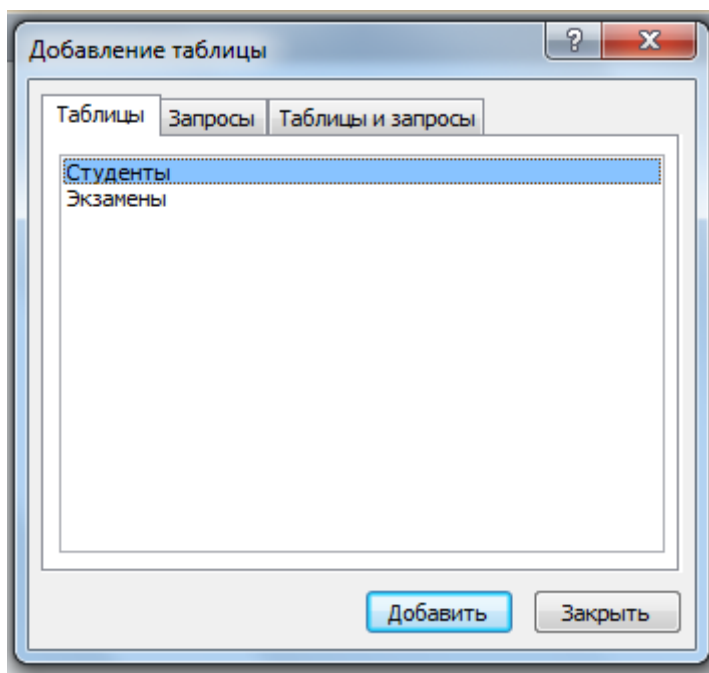 Добавление таблицы
Таблицы Запросы Таблицы и запросы
Студенты
Экзамены
Добавить Закрыть